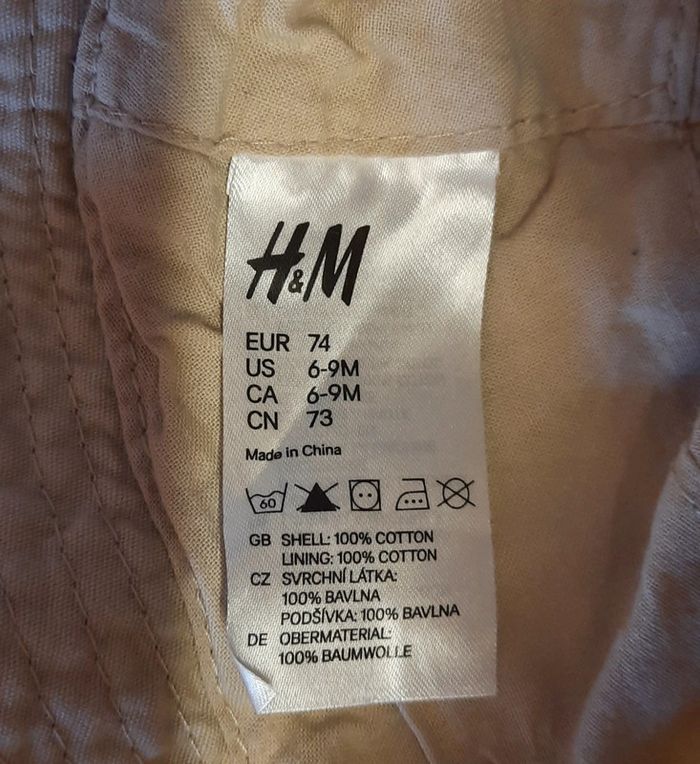 H&M
EUR 74
US 6-9M
CA 6-9M
CN 73
Made in China
60
GB SHELL: 100% COTTON
LINING: 100% COTTON
CZ SVRCHNÍ LÁTKA:
100% BAVLNA
PODŠÍVKA: 100% BAVLNA
DE OBERMATERIAL:
100% BAUMWOLLE